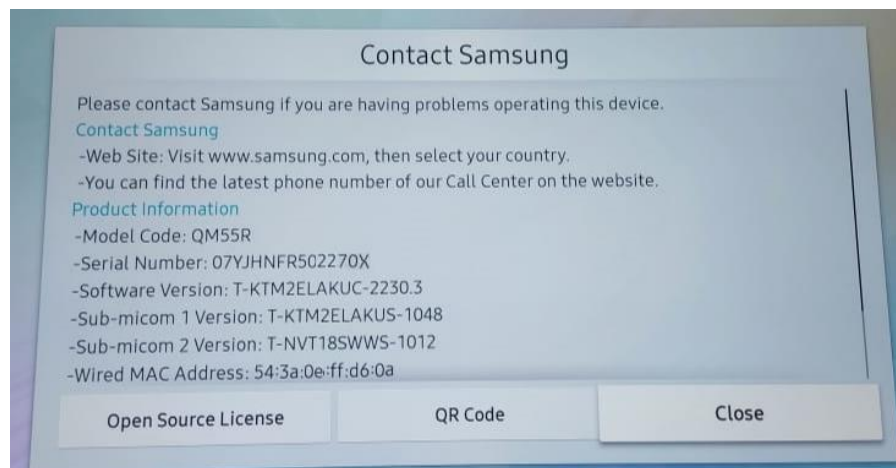 Contact Samsung
Please contact Samsung if you are having problems operating this device.
Contact Samsung
-Web Site: Visit www.samsung.com, then select your country.
-You can find the latest phone number of our Call Center on the website.
Product Information
-Model Code: QM55R
-Serial Number: 07YJHNFR502270X
-Software Version: T-KTM2ELAKUC-2230.3
-Sub-micom 1 Version: T-KTM2ELAKUS-1048
-Sub-micom 2 Version: T-NVT18SWWS-1012
-Wired MAC Address: 54:3a:0e:ff:d6:0a
Open Source License
QR Code
Close